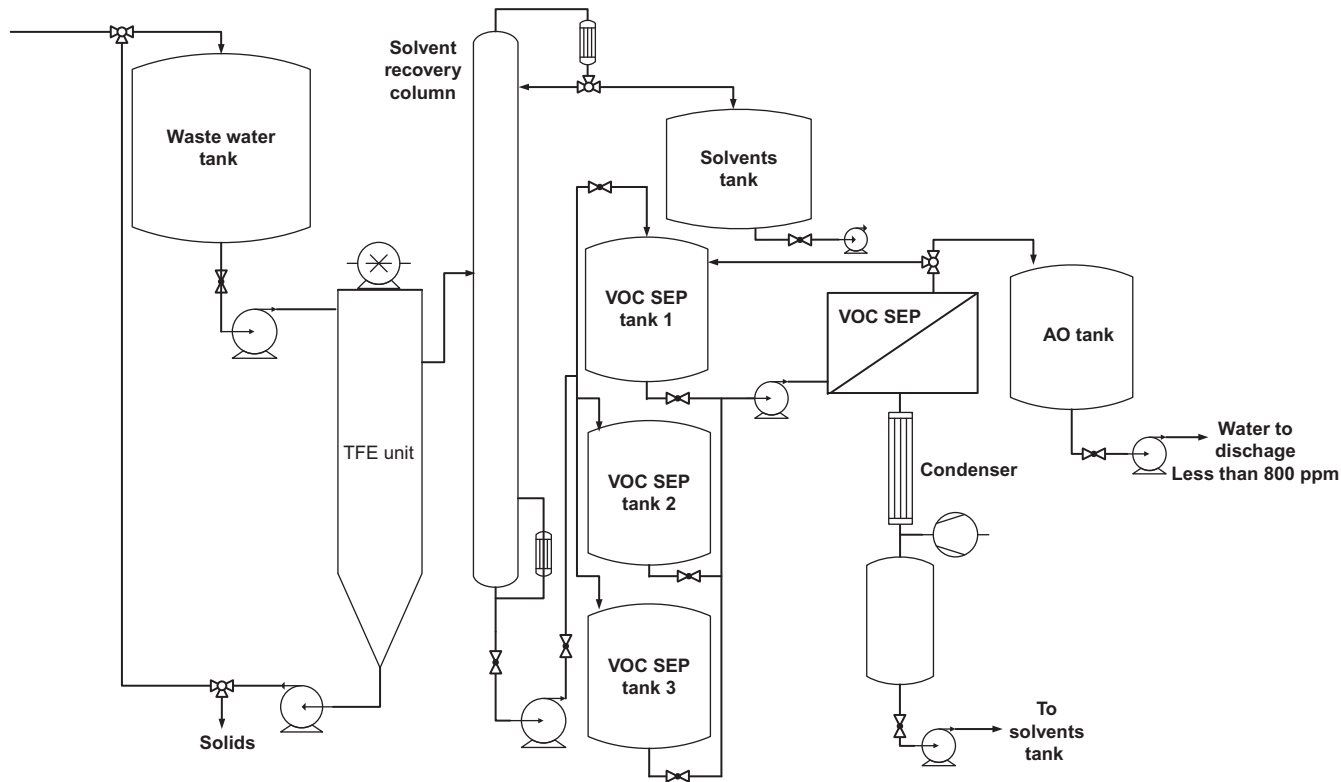 Solvent
recovery
column
Waste water
tank
Solvents
tank
VOC SEP
tank 1
VOC SEP
AO tank
TFE unit
Water to
dischage
Less than 800 ppm
Condenser
VOC SEP
tank 2
VOC SEP
tank 3
Solids
To
solvents
tank